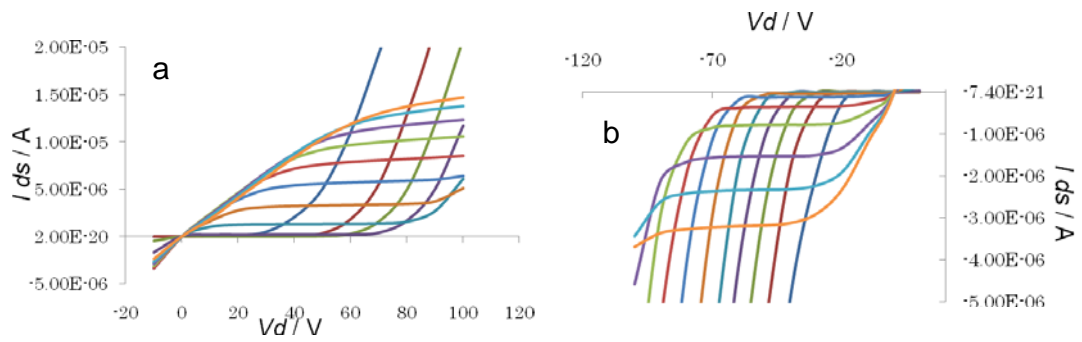 2.00E-05
1.50E-05
1.00E-05
5.00E-06
2.00E-20
-5.00E-06
I ds / A
a
-20 0 20 40 60 80 100 120
Vd / V
Vd / V
-120 -70 -20
b
-7.40E-21
-1.00E-06
-2.00E-06
-3.00E-06
-4.00E-06
-5.00E-06
I ds / A